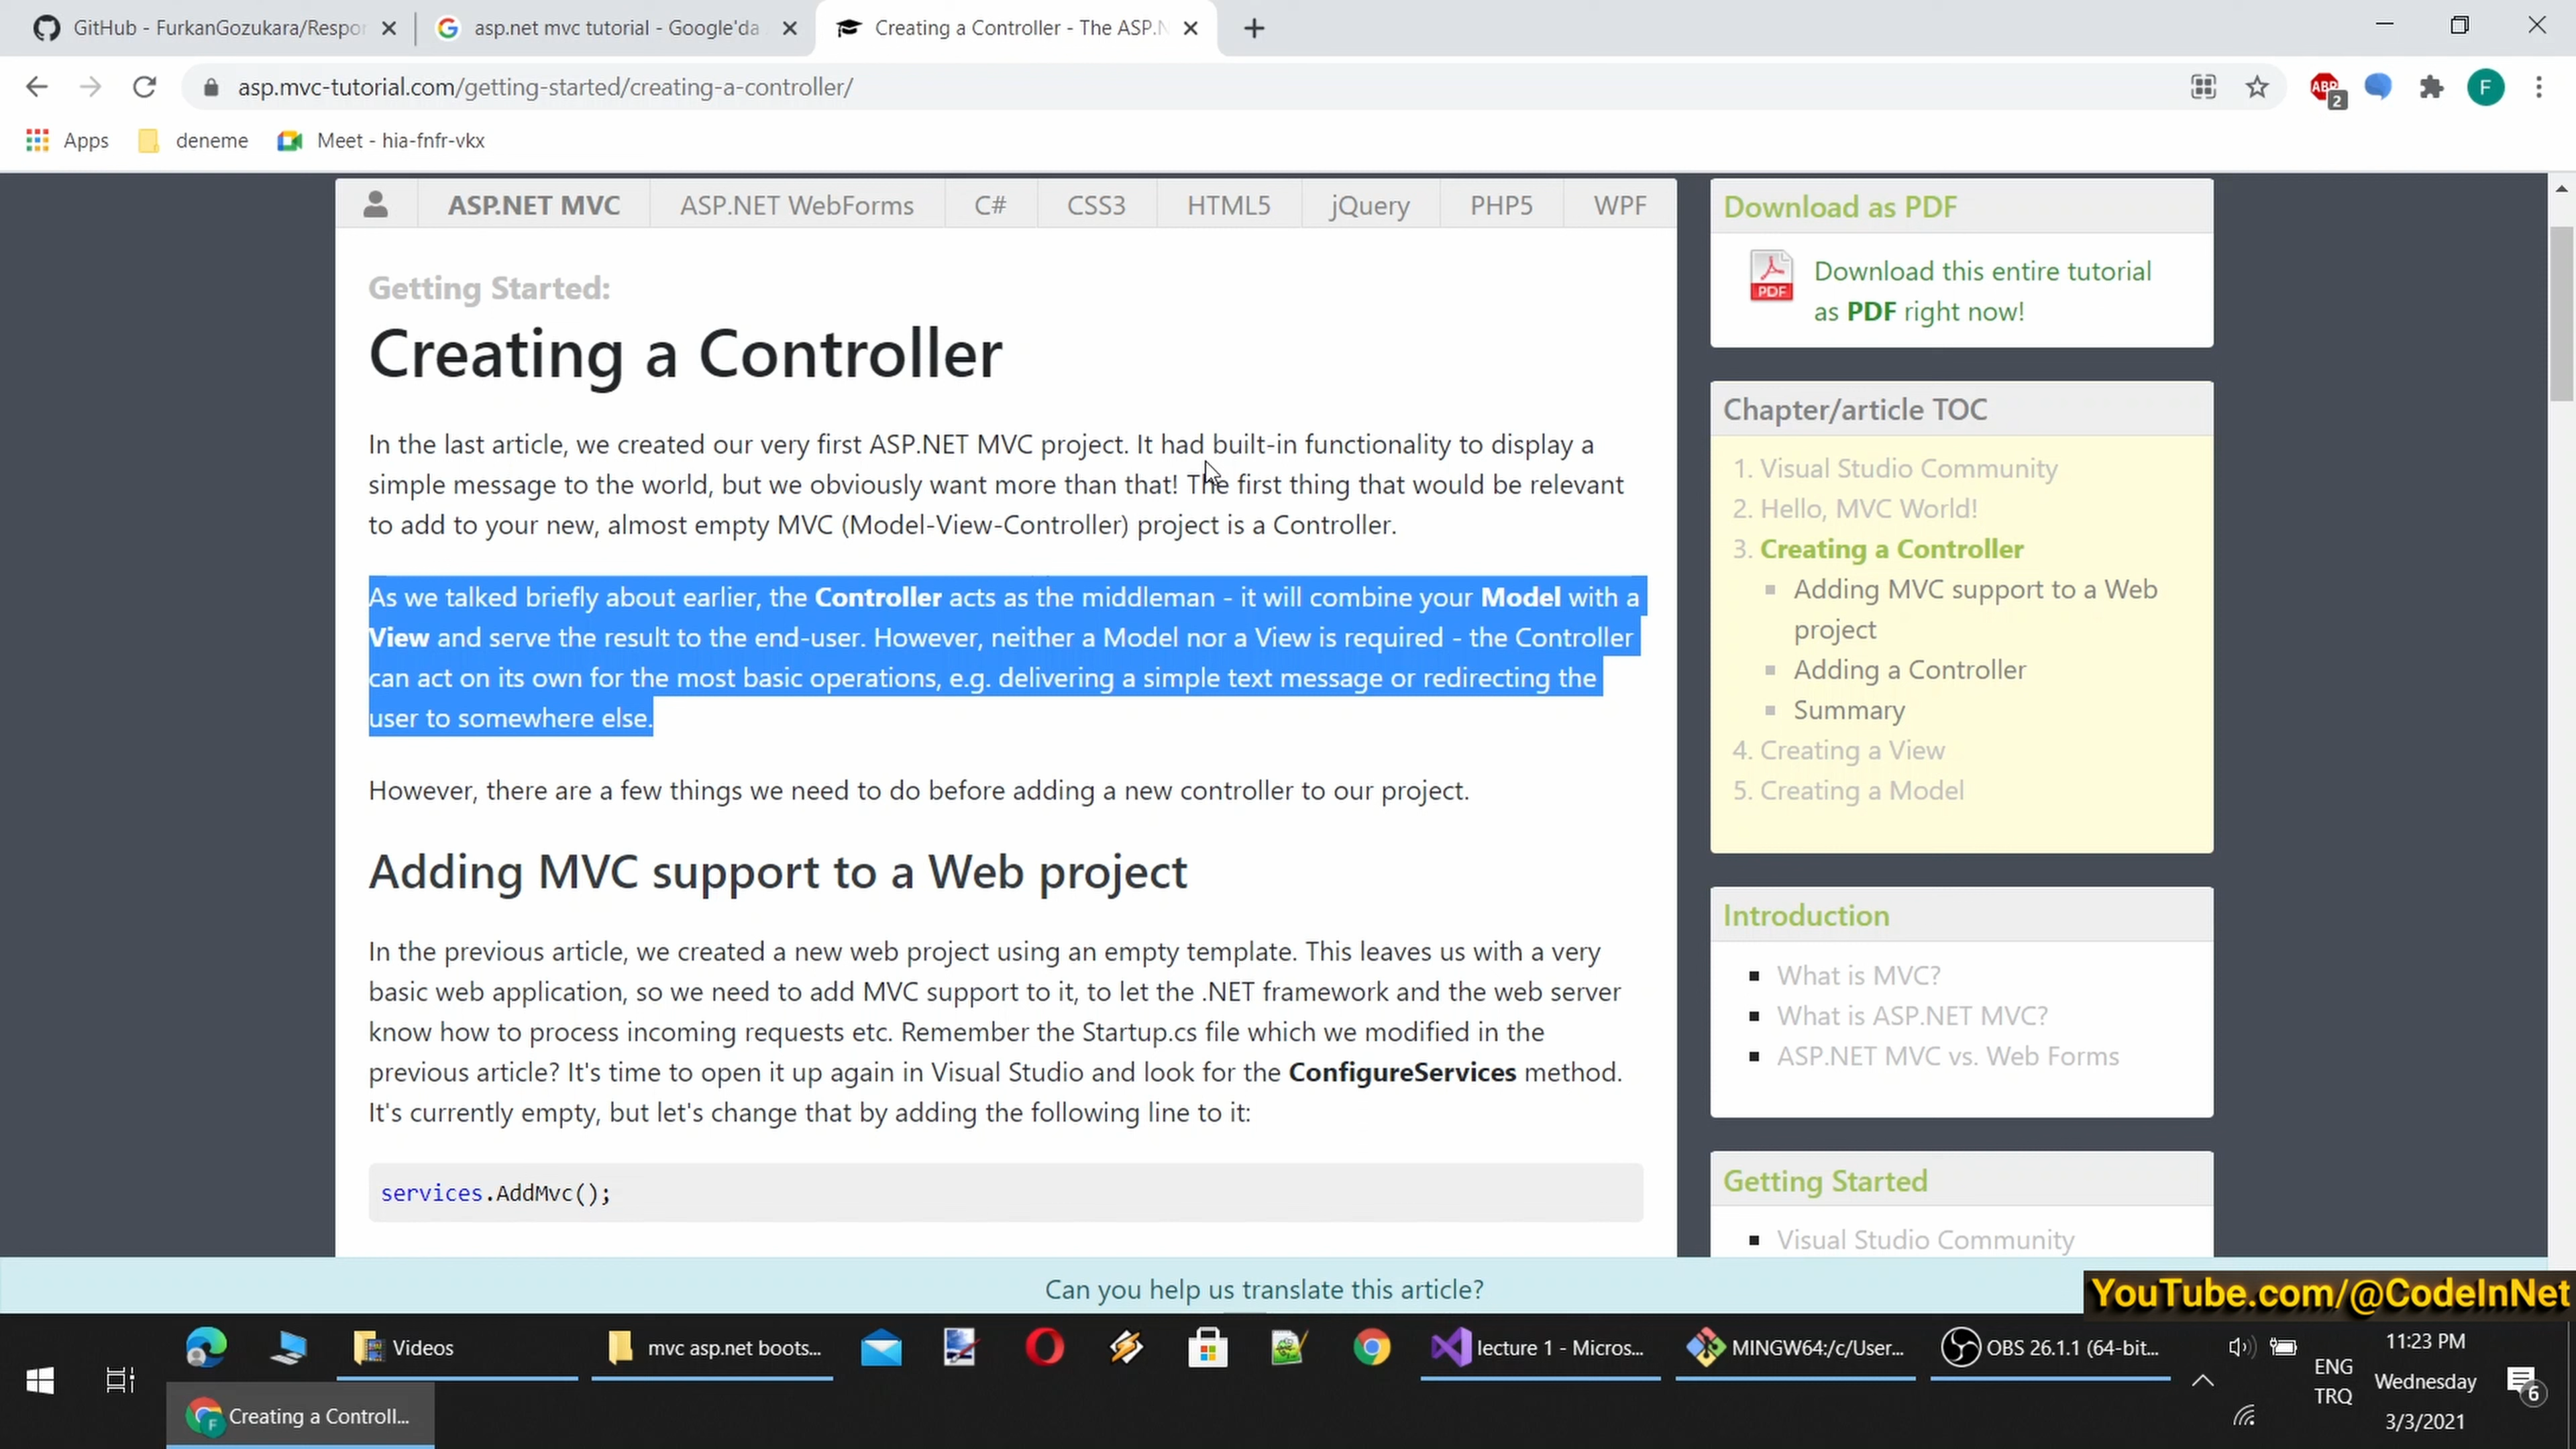 GitHub - FurkanGozukara/Respor
asp.net mvc tutorial - Google'da
Creating a Controller - The ASP.N
asp.mvc-tutorial.com/getting-started/creating-a-controller/
ABP
2
F
Apps
deneme
Meet - hia-fnfr-vkx
ASP.NET MVC
ASP.NET WebForms
C#
CSS3
HTML5
jQuery
PHP5
WPF
Getting Started:
Creating a Controller
In the last article, we created our very first ASP.NET MVC project. It had built-in functionality to display a
simple message to the world, but we obviously want more than that! The first thing that would be relevant
to add to your new, almost empty MVC (Model-View-Controller) project is a Controller.
As we talked briefly about earlier, the Controller acts as the middleman - it will combine your Model with a
View and serve the result to the end-user. However, neither a Model nor a View is required - the Controller
can act on its own for the most basic operations, e.g. delivering a simple text message or redirecting the
user to somewhere else.
However, there are a few things we need to do before adding a new controller to our project.
Adding MVC support to a Web project
In the previous article, we created a new web project using an empty template. This leaves us with a very
basic web application, so we need to add MVC support to it, to let the .NET framework and the web server
know how to process incoming requests etc. Remember the Startup.cs file which we modified in the
previous article? It's time to open it up again in Visual Studio and look for the ConfigureServices method.
It's currently empty, but let's change that by adding the following line to it:
services.AddMvc();
Download as PDF
PDF
Download this entire tutorial
as PDF right now!
Chapter/article TOC
1. Visual Studio Community
2. Hello, MVC World!
3. Creating a Controller
Adding MVC support to a Web
project
Adding a Controller
Summary
4. Creating a View
5. Creating a Model
Introduction
What is MVC?
What is ASP.NET MVC?
ASP.NET MVC vs. Web Forms
Getting Started
Visual Studio Community
Can you help us translate this article?
YouTube.com/@CodeInNet
Videos
mvc asp.net boots...
lecture 1 - Micros...
MINGW64:/c/User...
OBS 26.1.1 (64-bit...
F
Creating a Controll...
ENG
TRQ
11:23 PM
Wednesday
3/3/2021
6